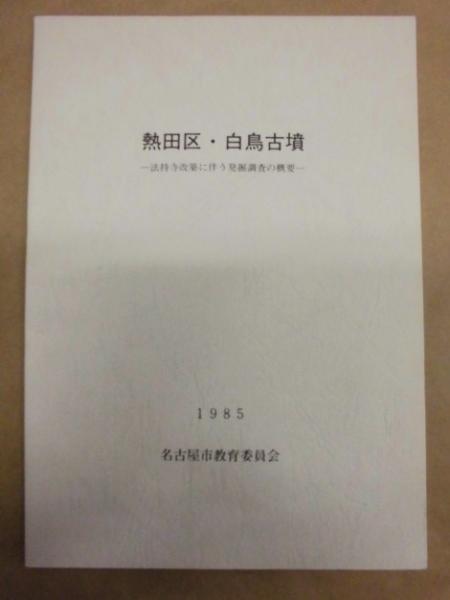 熱田区・白鳥古墳
―法持寺改築に伴う発掘調査の概要―
1985
名古屋市教育委員会